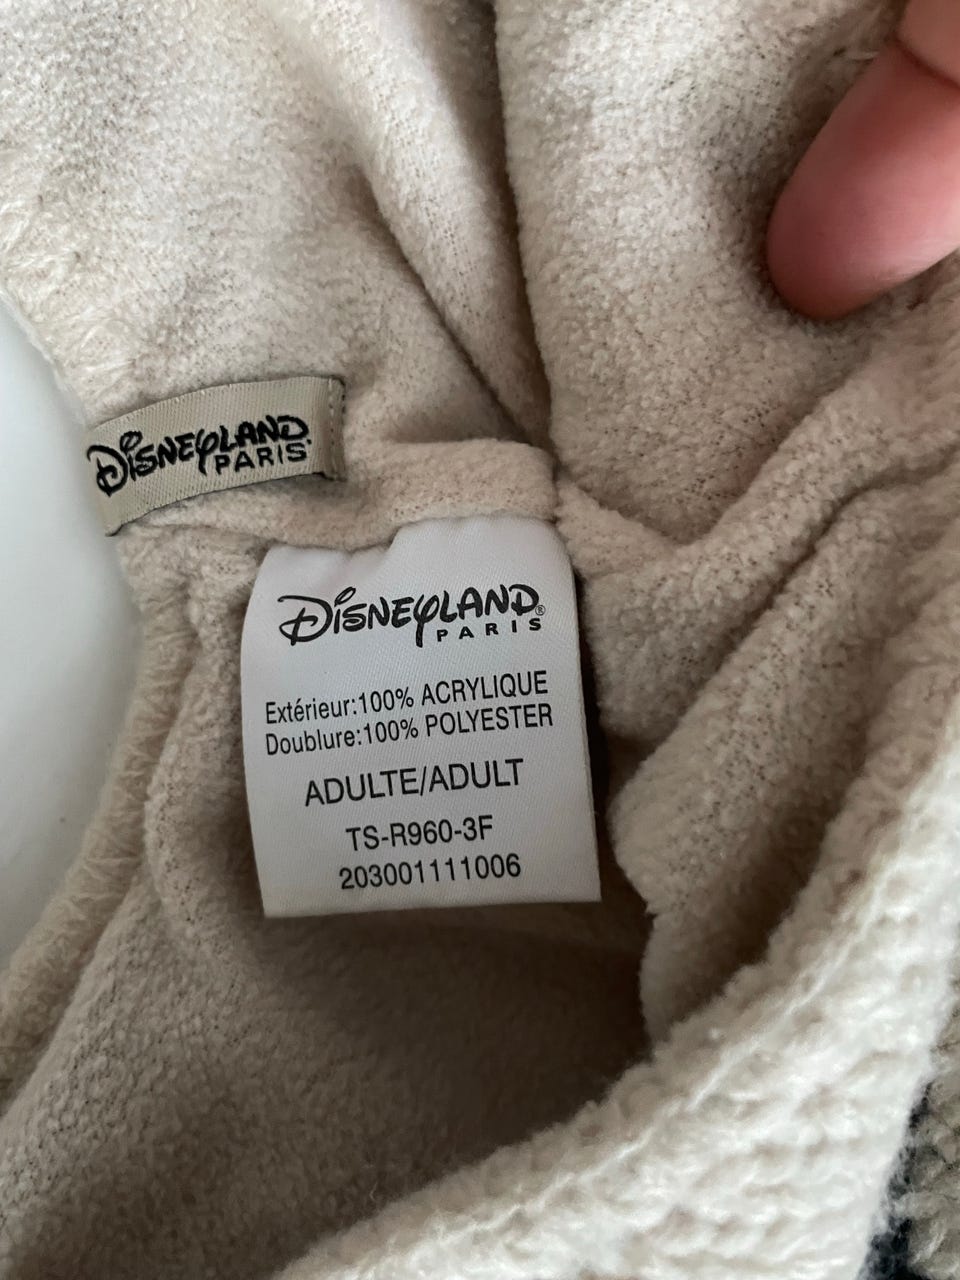 DISNEYLAND
PARIS
DISNEYLAND®
PARIS
Extérieur:100% ACRYLIQUE
Doublure:100% POLYESTER
ADULTE/ADULT
TS-R960-3F
203001111006